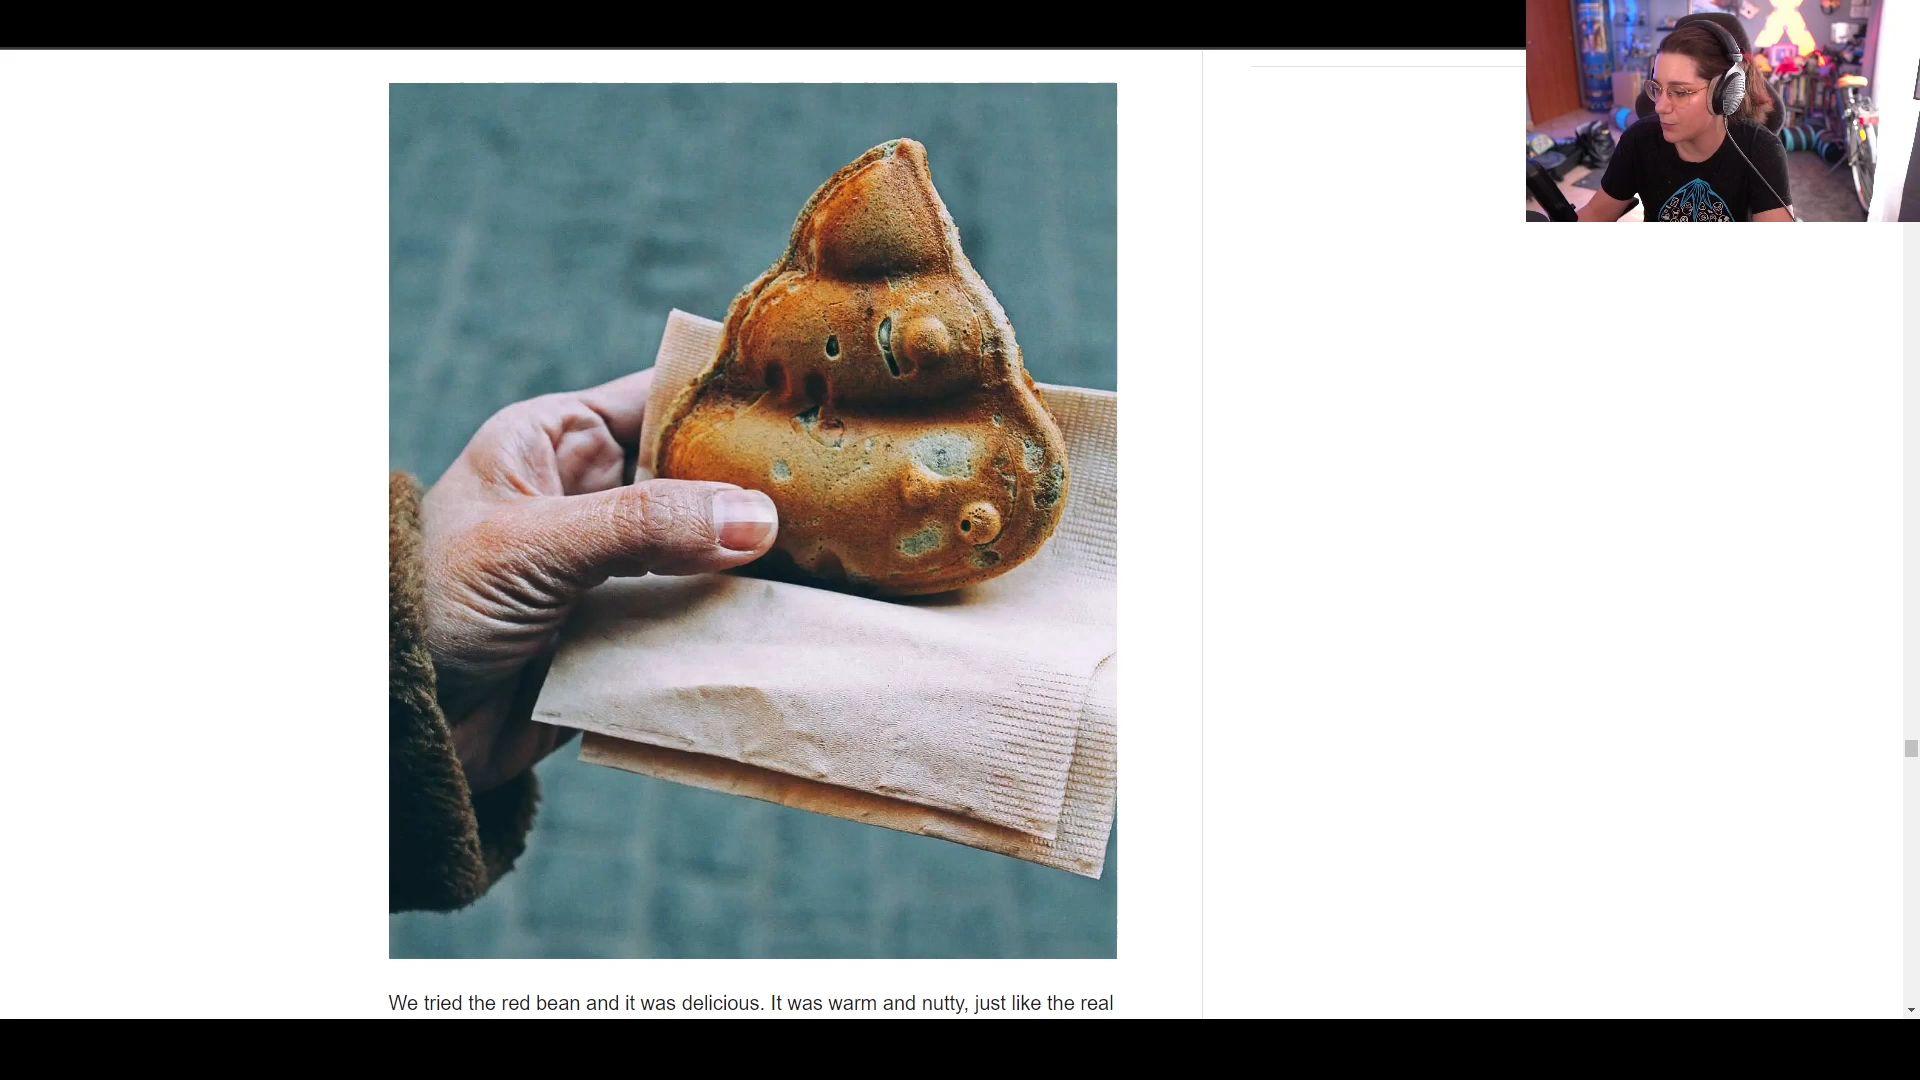 We tried the red bean and it was delicious. It was warm and nutty, just like the real